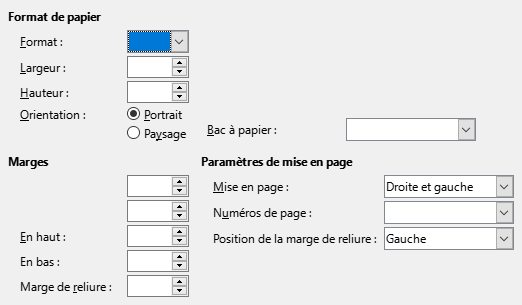 Format de papier
Format :
Largeur :
Hauteur :
Orientation : Portrait
Paysage
Bac à papier :
Marges
Paramètres de mise en page
Mise en page : Droite et gauche
Numéros de page :
En haut :
Position de la marge de reliure : Gauche
En bas :
Marge de reliure :